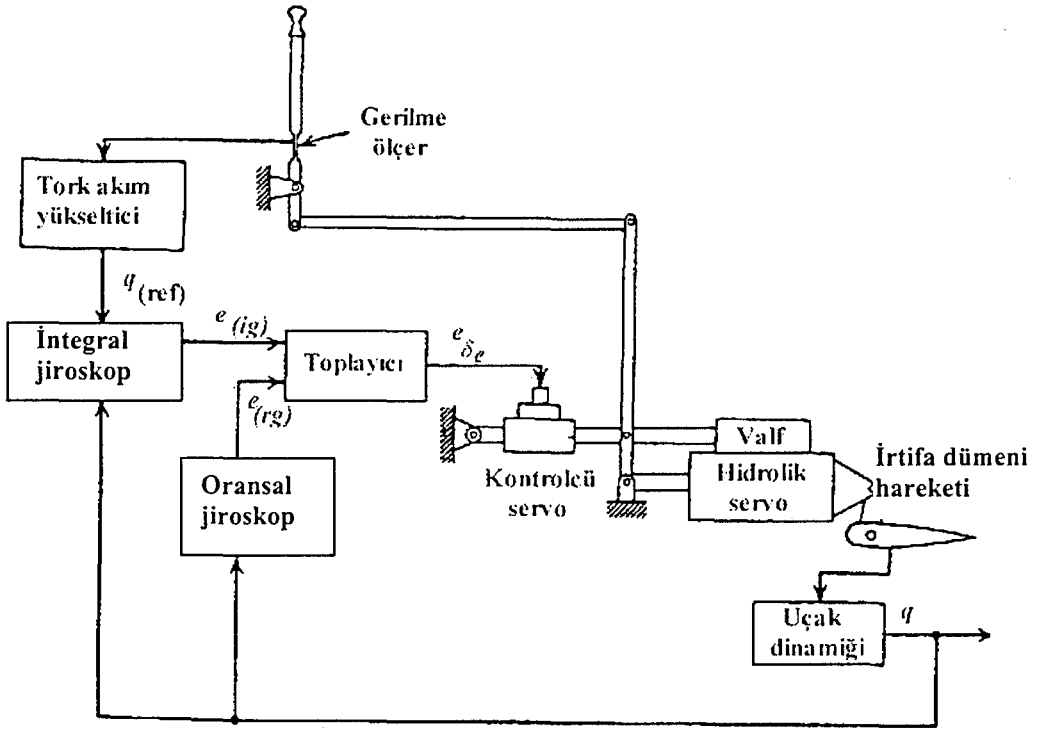 Gerilme
ölçer
Tork akım
yükseltici
q (ref)
İntegral
jiroskop
e (ig)
Toplayıcı
e δe
e (rg)
Oransal
jiroskop
Kontrolcü
servo
Valf
Hidrolik
servo
İrtifa dümeni
hareketi
Uçak
dinamiği
q